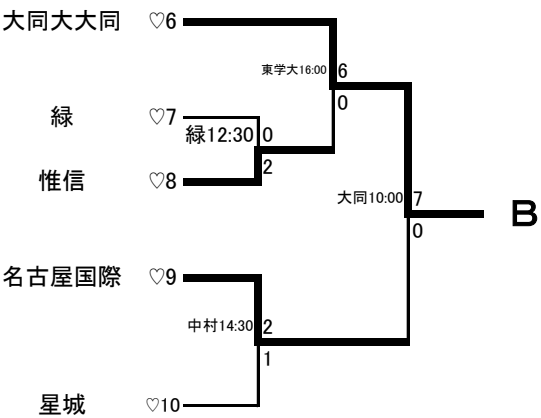 大同大大同 ♡6
東学大16:00 6
0
緑 ♡7
緑12:30 0
2
惟信 ♡8
大同10:00 7
0
B
名古屋国際 ♡9
中村14:30 2
1
星城 ♡10